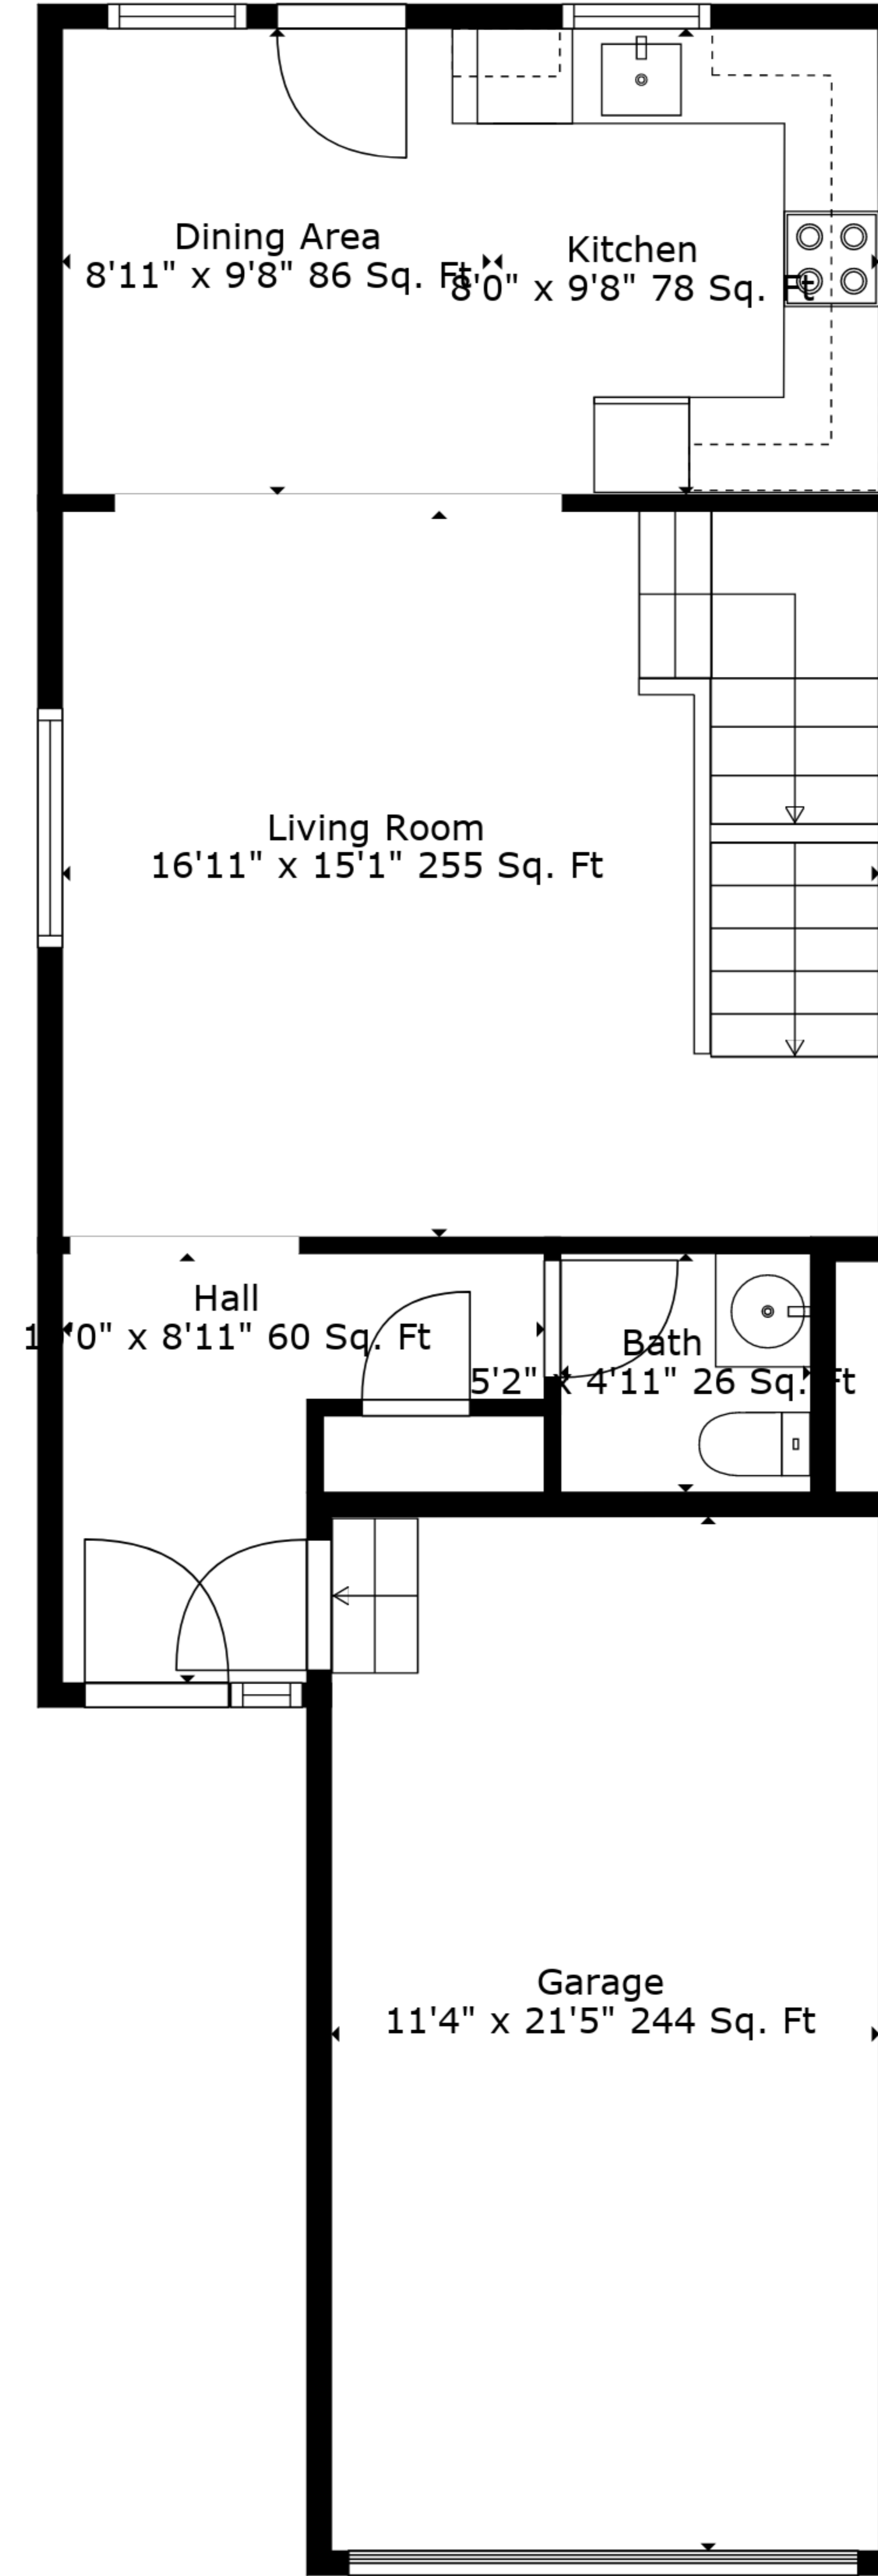 Dining Area
8'11" x 9'8" 86 Sq. Ft
Kitchen
8'0" x 9'8" 78 Sq. Ft
Living Room
16'11" x 15'1" 255 Sq. Ft
Hall
x 8'11" 60 Sq. Ft
Bath
5'2" x 4'11" 26 Sq. Ft
Garage
11'4" x 21'5" 244 Sq. Ft